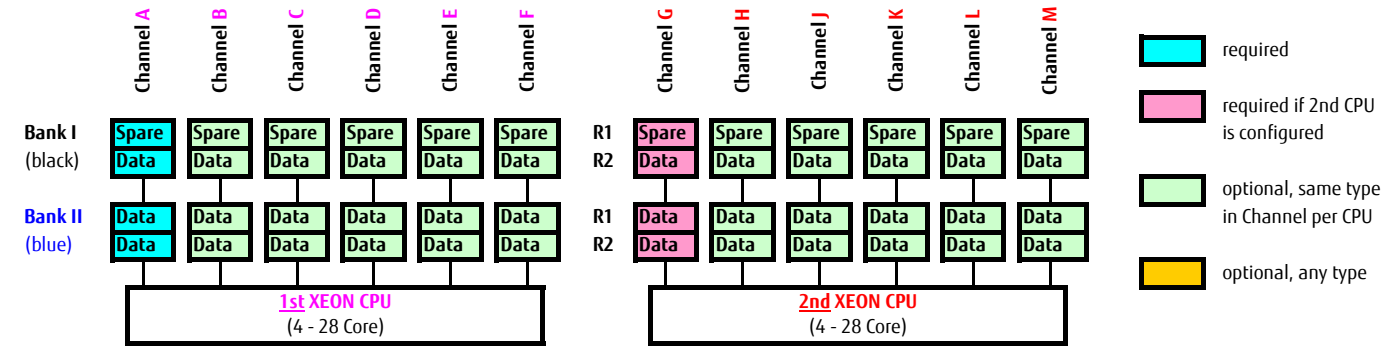 Channel A Channel B Channel C Channel D Channel E Channel F Channel G Channel H Channel J Channel K Channel L Channel M
required
required if 2nd CPU
is configured
optional, same type
in Channel per CPU
optional, any type
Bank I Spare Spare Spare Spare Spare Spare R1 Spare Spare Spare Spare Spare Spare
(black) Data Data Data Data Data Data R2 Data Data Data Data Data Data
Bank II Data Data Data Data Data Data R1 Data Data Data Data Data Data
(blue) Data Data Data Data Data Data R2 Data Data Data Data Data Data
1st XEON CPU 2nd XEON CPU
(4 - 28 Core) (4 - 28 Core)